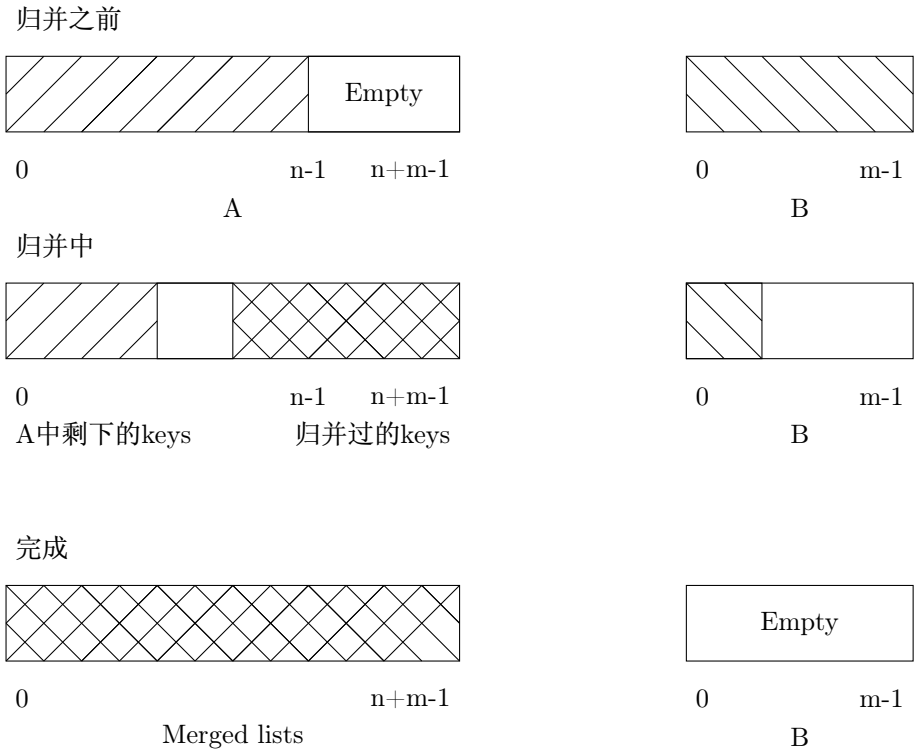 归并之前
Empty
0 n-1 n+m-1 0 m-1
A B
归并中
0 n-1 n+m-1 0 m-1
A中剩下的keys 归并过的keys B
完成
Empty
0 n+m-1 0 m-1
Merged lists B